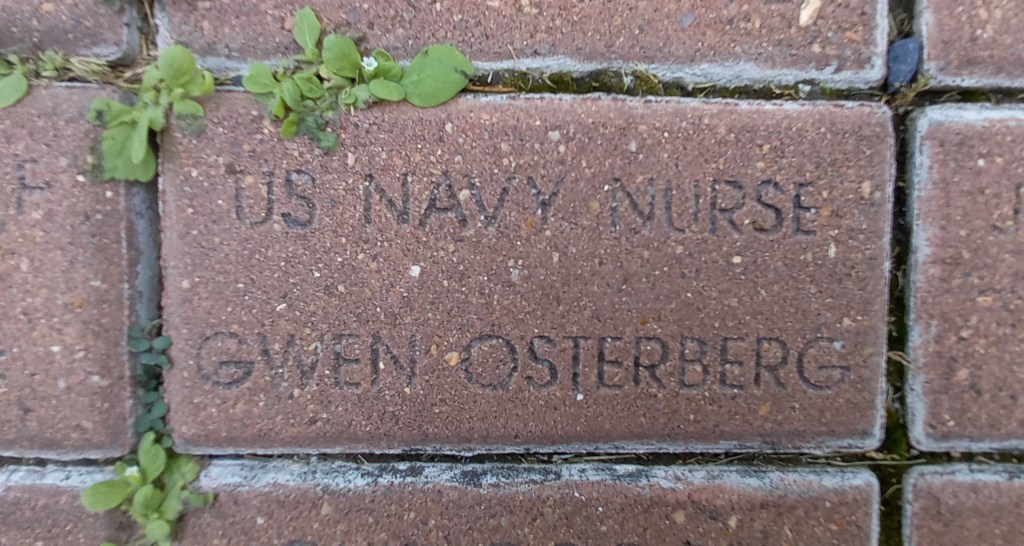 US NAVY NURSE
GWEN OSTERBERG